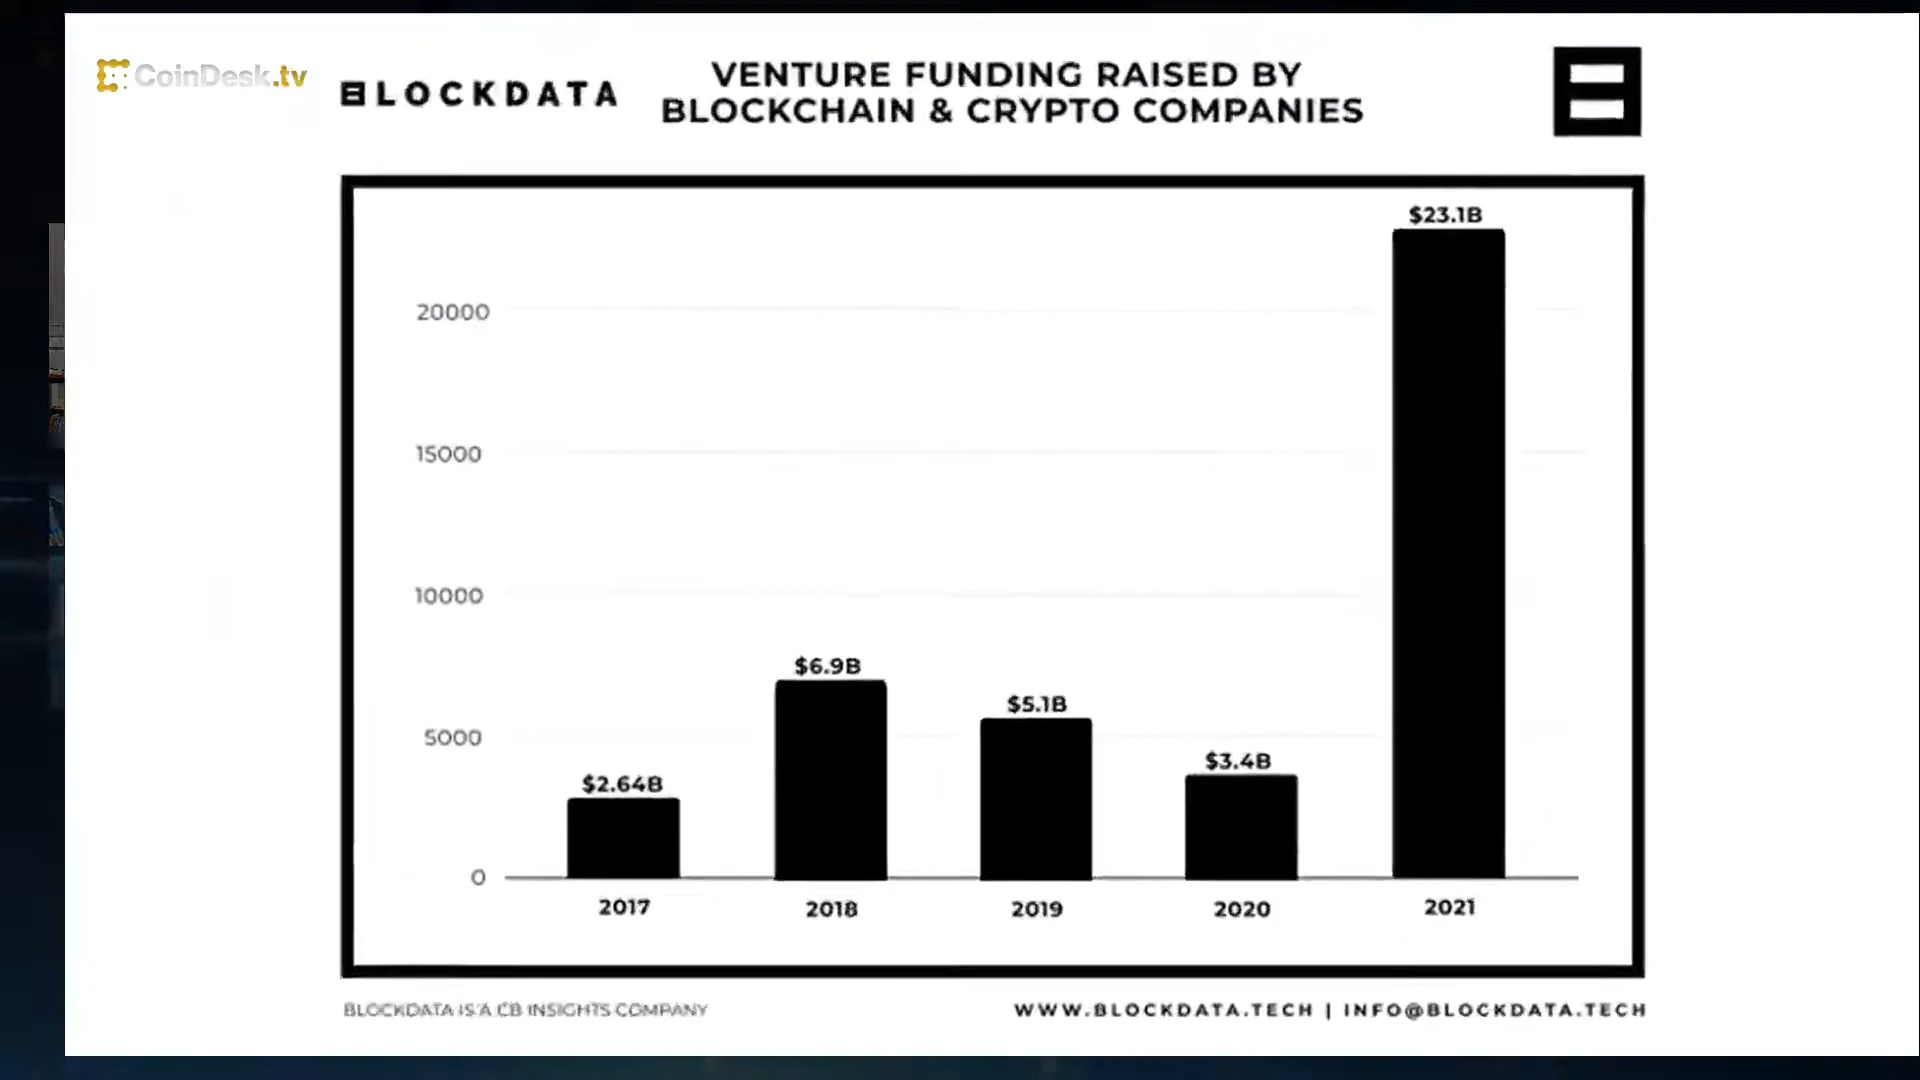 CoinDesk.tv
BLOCKDATA
VENTURE FUNDING RAISED BY
BLOCKCHAIN & CRYPTO COMPANIES
$23.1B
20000
15000
10000
$6.9B
$5.1B
5000
$3.4B
$2.64B
0
2017 2018 2019 2020 2021
BLOCKDATA IS A CB INSIGHTS COMPANY
WWW.BLOCKDATA.TECH | INFO@BLOCKDATA.TECH